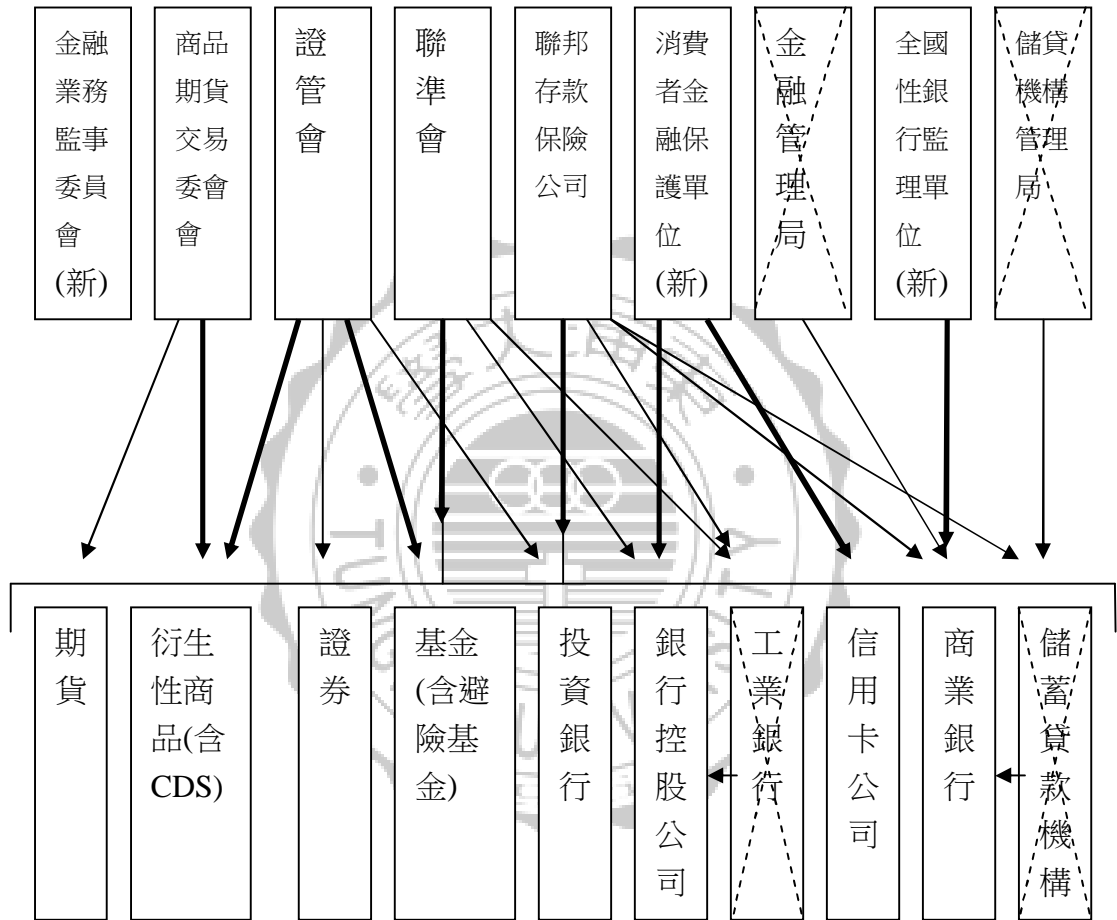 金融
業務
監事
委員
會
(新)
商品
期貨
交易
委會
會
證
管
會
聯
準
會
聯邦
存款
保險
公司
消費
者金
融保
護單
位
(新)
金
融
管
理
局
全國
性銀
行監
理單
位
(新)
儲貸
機構
管理
局
期
貨
衍生
性商
品(含
CDS)
證
券
基金
(含避
險基
金)
投
資
銀
行
銀
行
控
股
公
司
工
業
銀
行
信
用
卡
公
司
商
業
銀
行
儲
蓄
貸
款
機
構